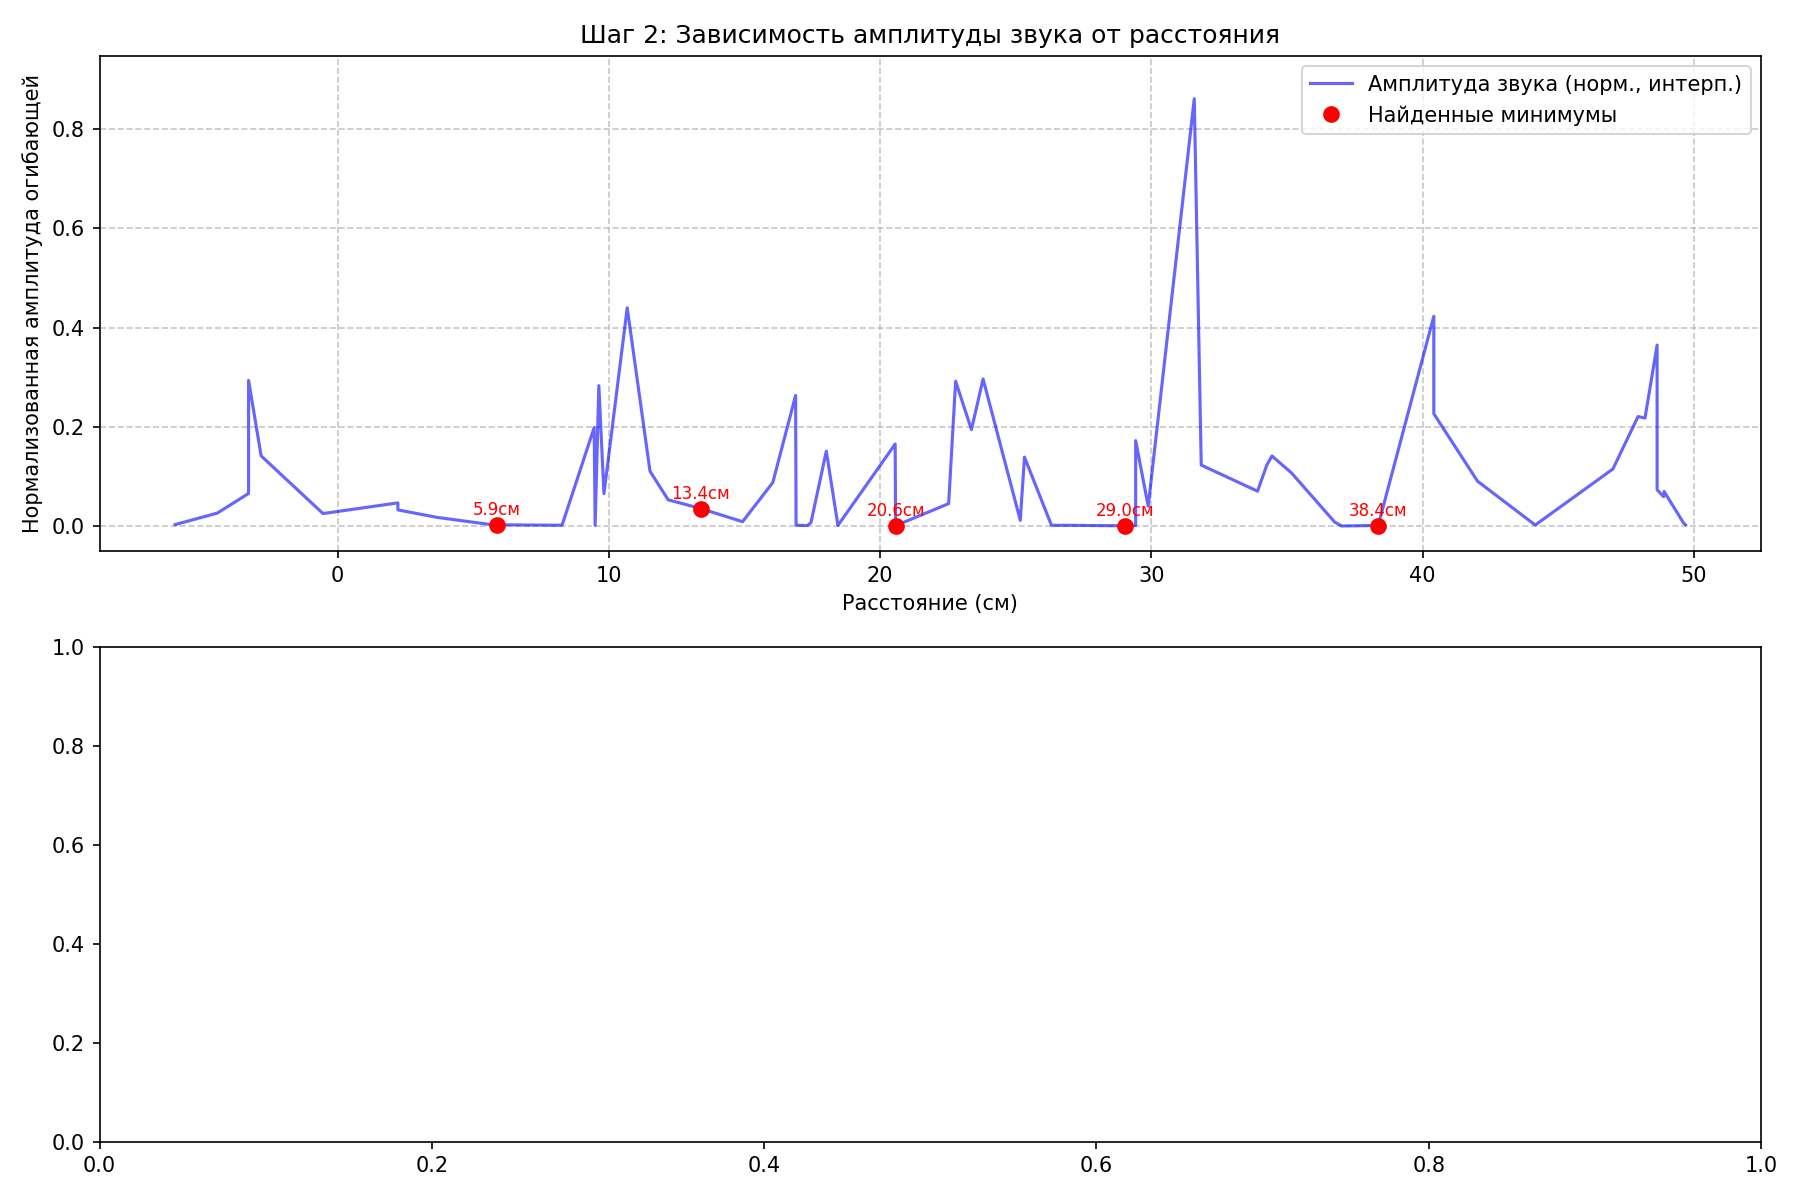 Шаг 2: Зависимость амплитуды звука от расстояния
Нормализованная амплитуда огибающей
Амплитуда звука (норм., интерп.)
Найденные минимумы
0.8
0.6
0.4
0.2
0.0
5.9см
13.4см
20.6см
29.0см
38.4см
0
10
20
30
40
50
Расстояние (см)
1.0
0.8
0.6
0.4
0.2
0.0
0.0
0.2
0.4
0.6
0.8
1.0